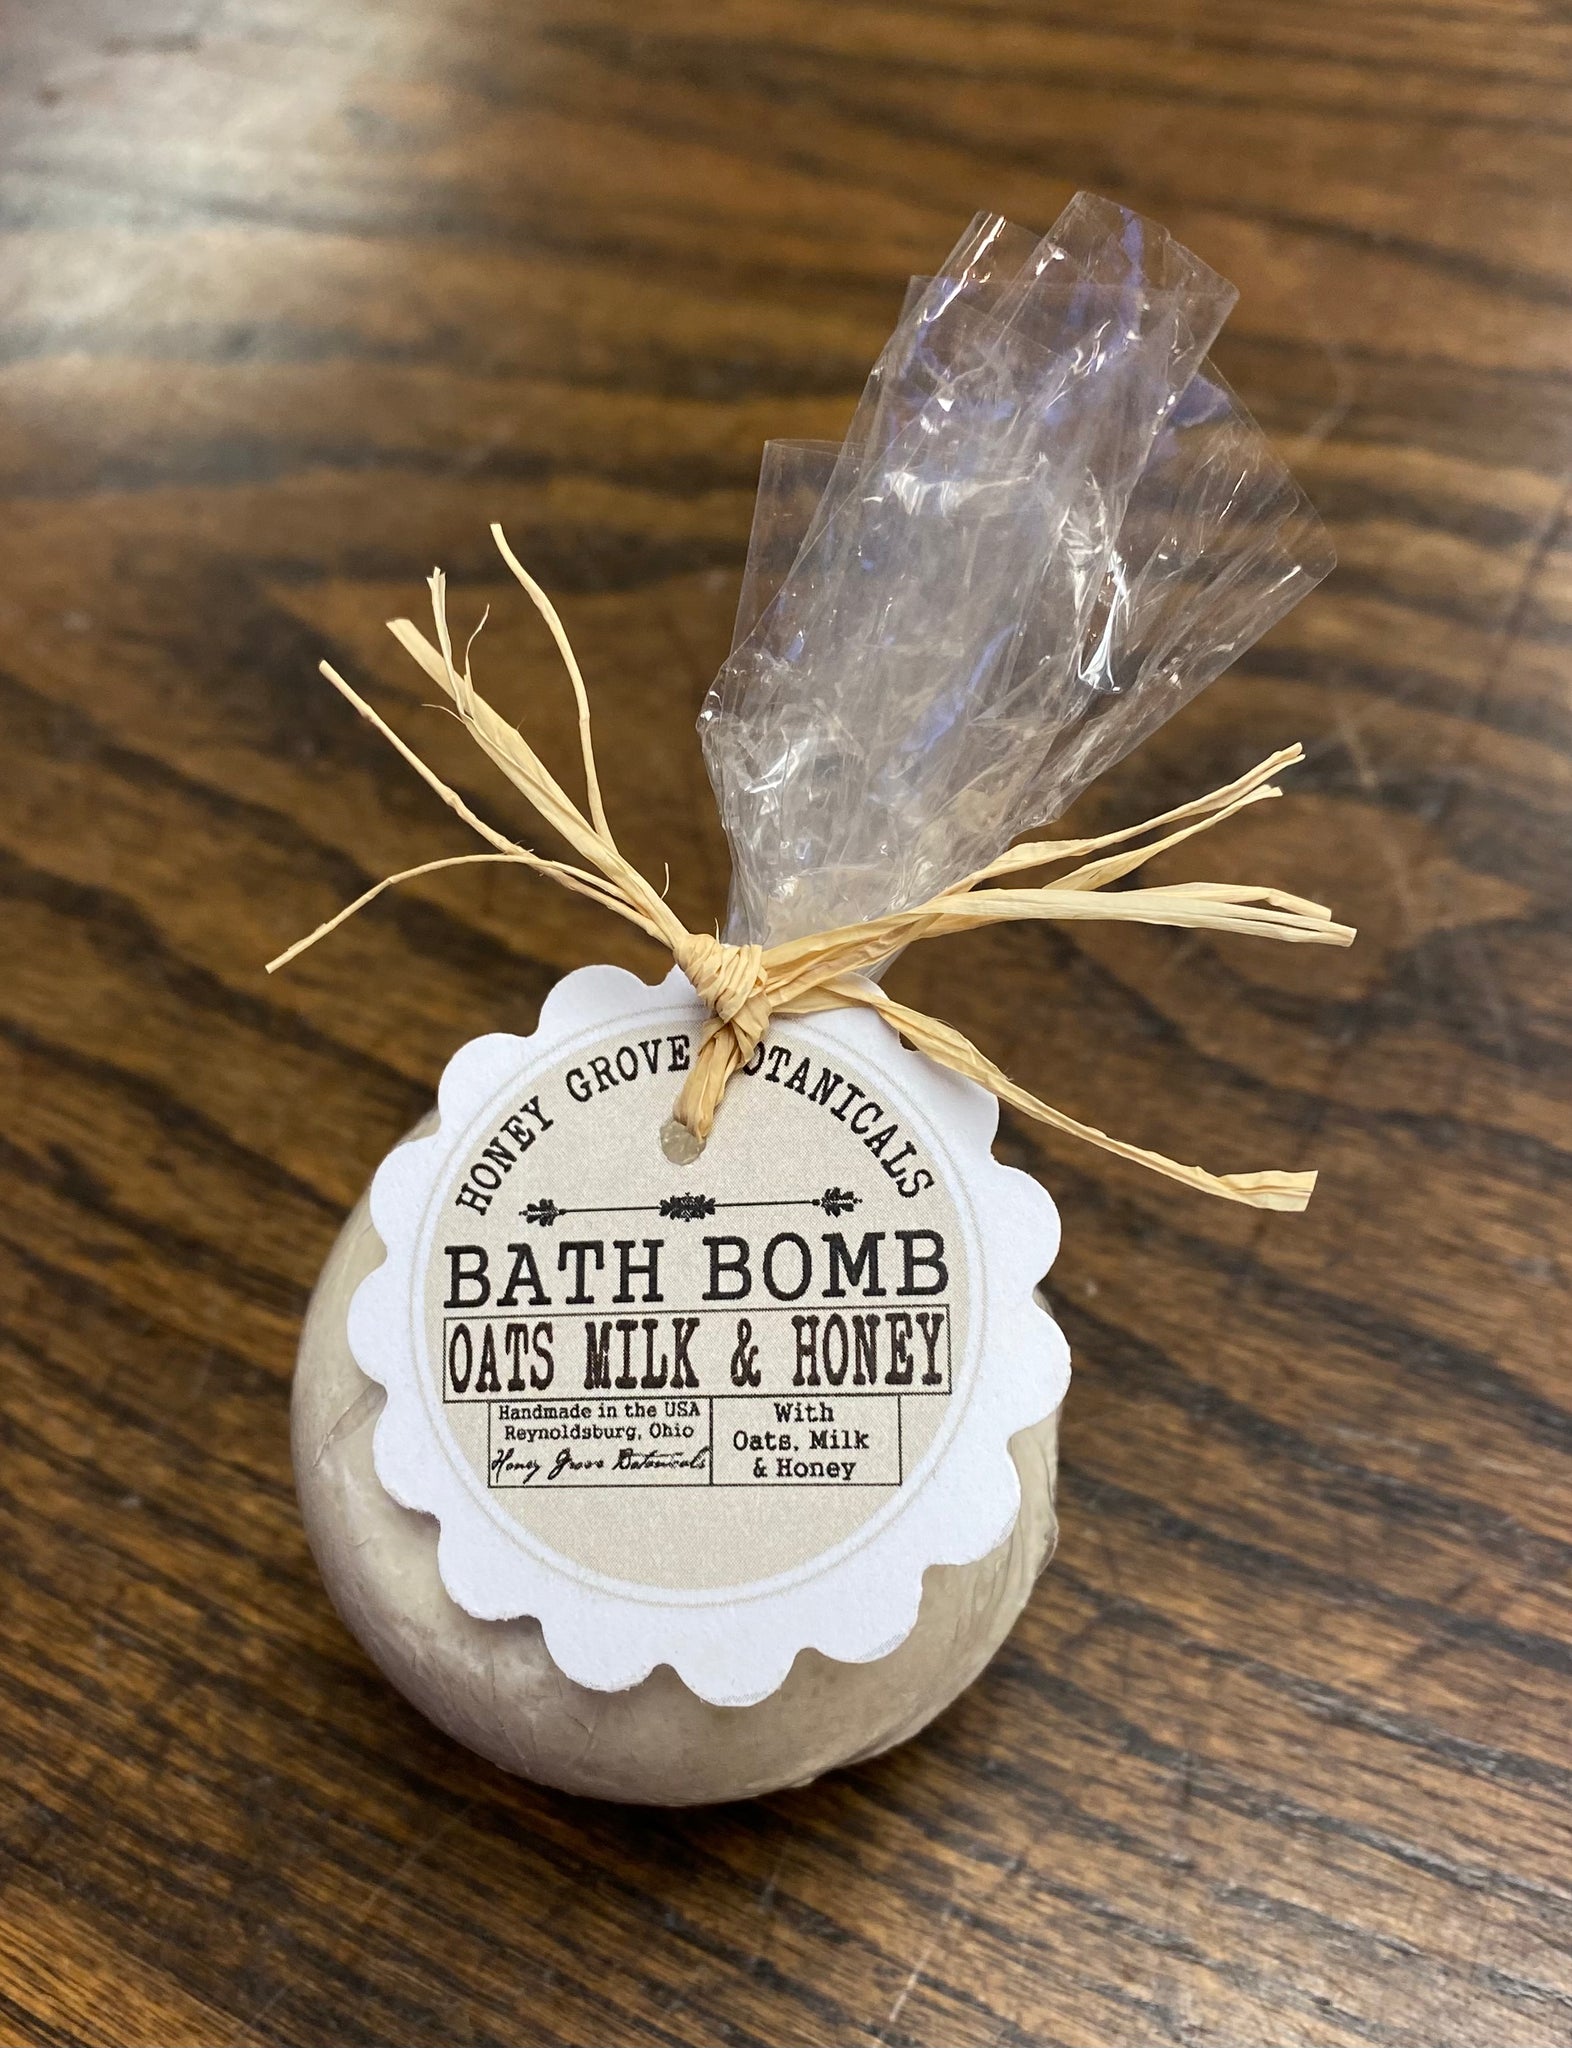 HONEY GROVE BOTANICALS
BATH BOMB
OATS MILK & HONEY
Handmade in the USA
Reynoldsburg, Ohio
Honey Grove Botanicals
With
Oats, Milk
& Honey